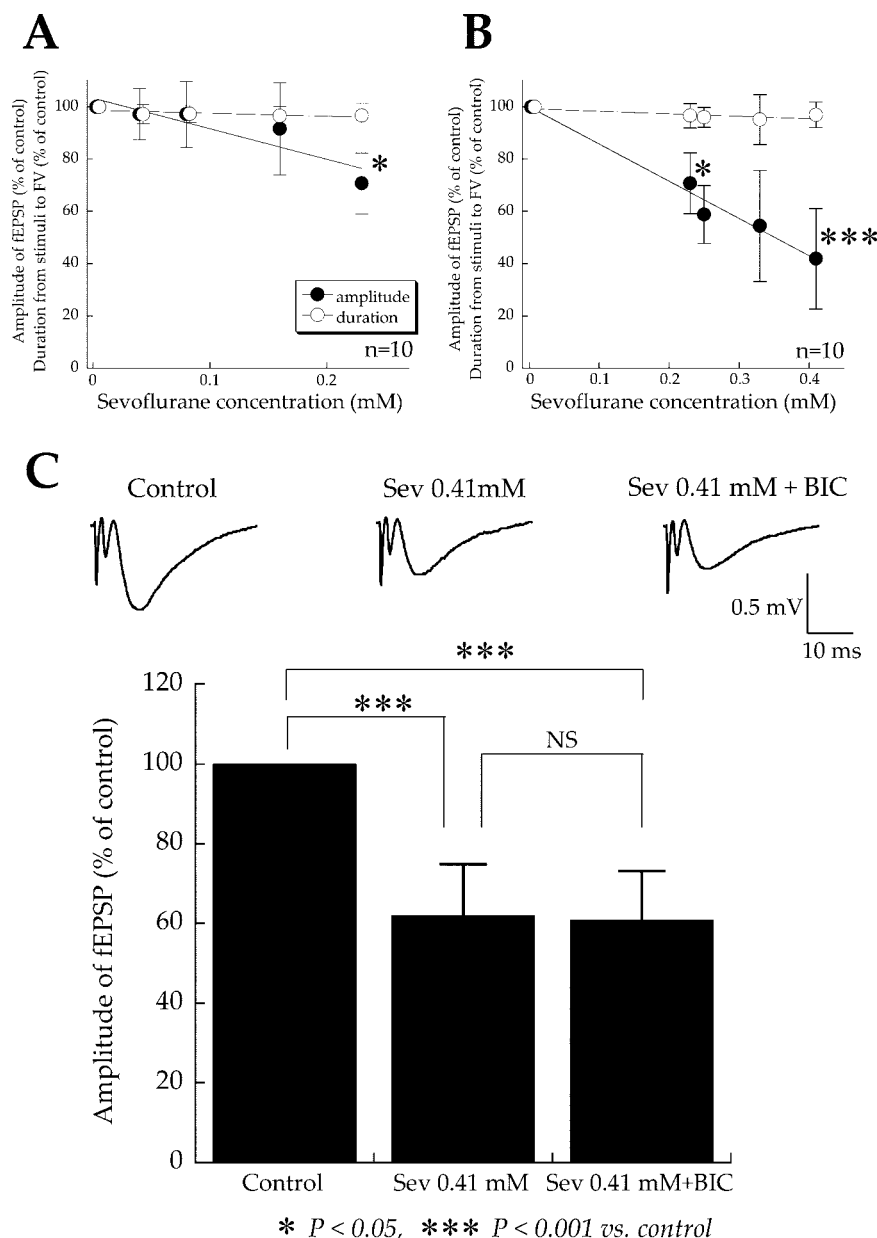 A
Amplitude of fEPSP (% of control)
Duration from stimuli to FV (% of control)
100
80
60
40
20
0
*
amplitude
duration
n=10
0
0.1
0.2
Sevoflurane concentration (mM)
B
Amplitude of fEPSP (% of control)
Duration from stimuli to FV (% of control)
100
80
60
40
20
0
*
***
n=10
0
0.1
0.2
0.3
0.4
Sevoflurane concentration (mM)
C
Control
Sev 0.41mM
Sev 0.41 mM + BIC
0.5 mV
10 ms
Amplitude of fEPSP (% of control)
120
100
80
60
40
20
0
***
***
NS
Control
Sev 0.41 mM
Sev 0.41 mM+BIC
* P < 0.05, *** P < 0.001 vs. control